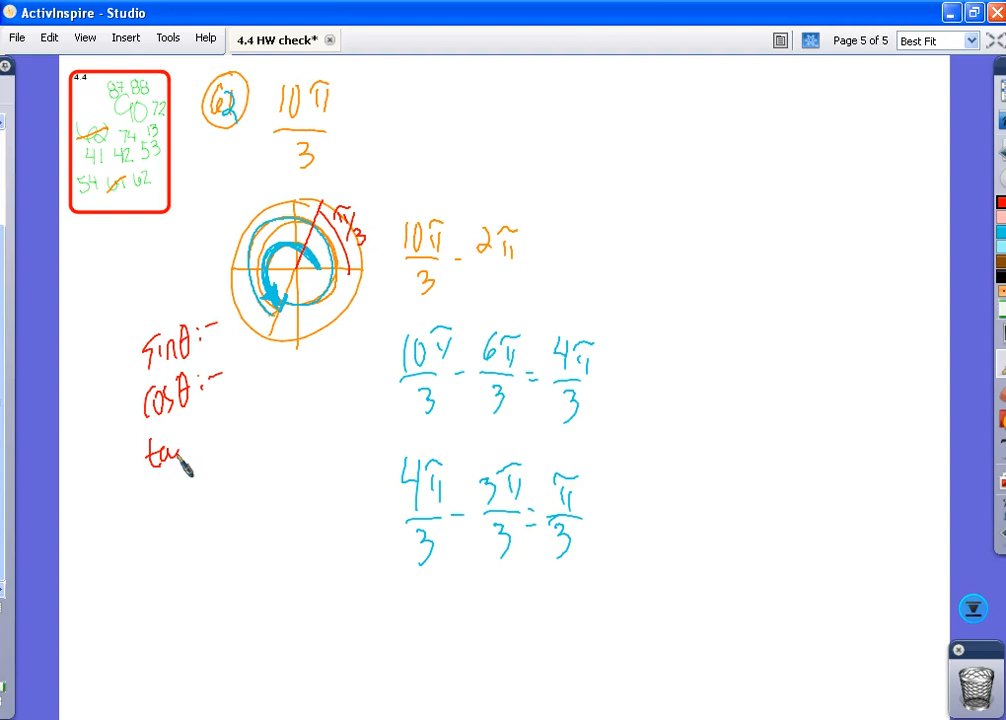 ActivInspire - Studio
File Edit View Insert Tools Help
4.4 HW check*
Page 5 of 5
Best Fit
4.4
87 88
90 72
74 13
41 42 53
54 61 62
62
10π/3
π/3
10π/3 - 2π
10π/3 - 6π/3 = 4π/3
4π/3 - 3π/3 = π/3
sinθ: -
cosθ: -
tan